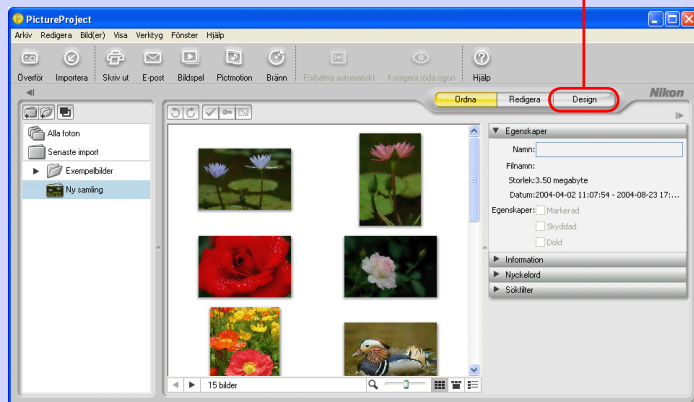 PictureProject
Arkiv Redigera Bild(er) Visa Verktyg Fönster Hjälp
Överför Importera Skriv ut E-post Bildspel Pictmotion Bränn Förbättra automatiskt Korrigera röda ögon Hjälp
Ordna Redigera Design Nikon
Alla foton
Senaste import
Exempelbilder
Ny samling
Egenskaper
Namn:
Filnamn:
Storlek:3.50 megabyte
Datum:2004-04-02 11:07:54 - 2004-08-23 17:...
Egenskaper: Markerad
Skyddad
Dold
Information
Nyckelord
Sökfilter
15 bilder